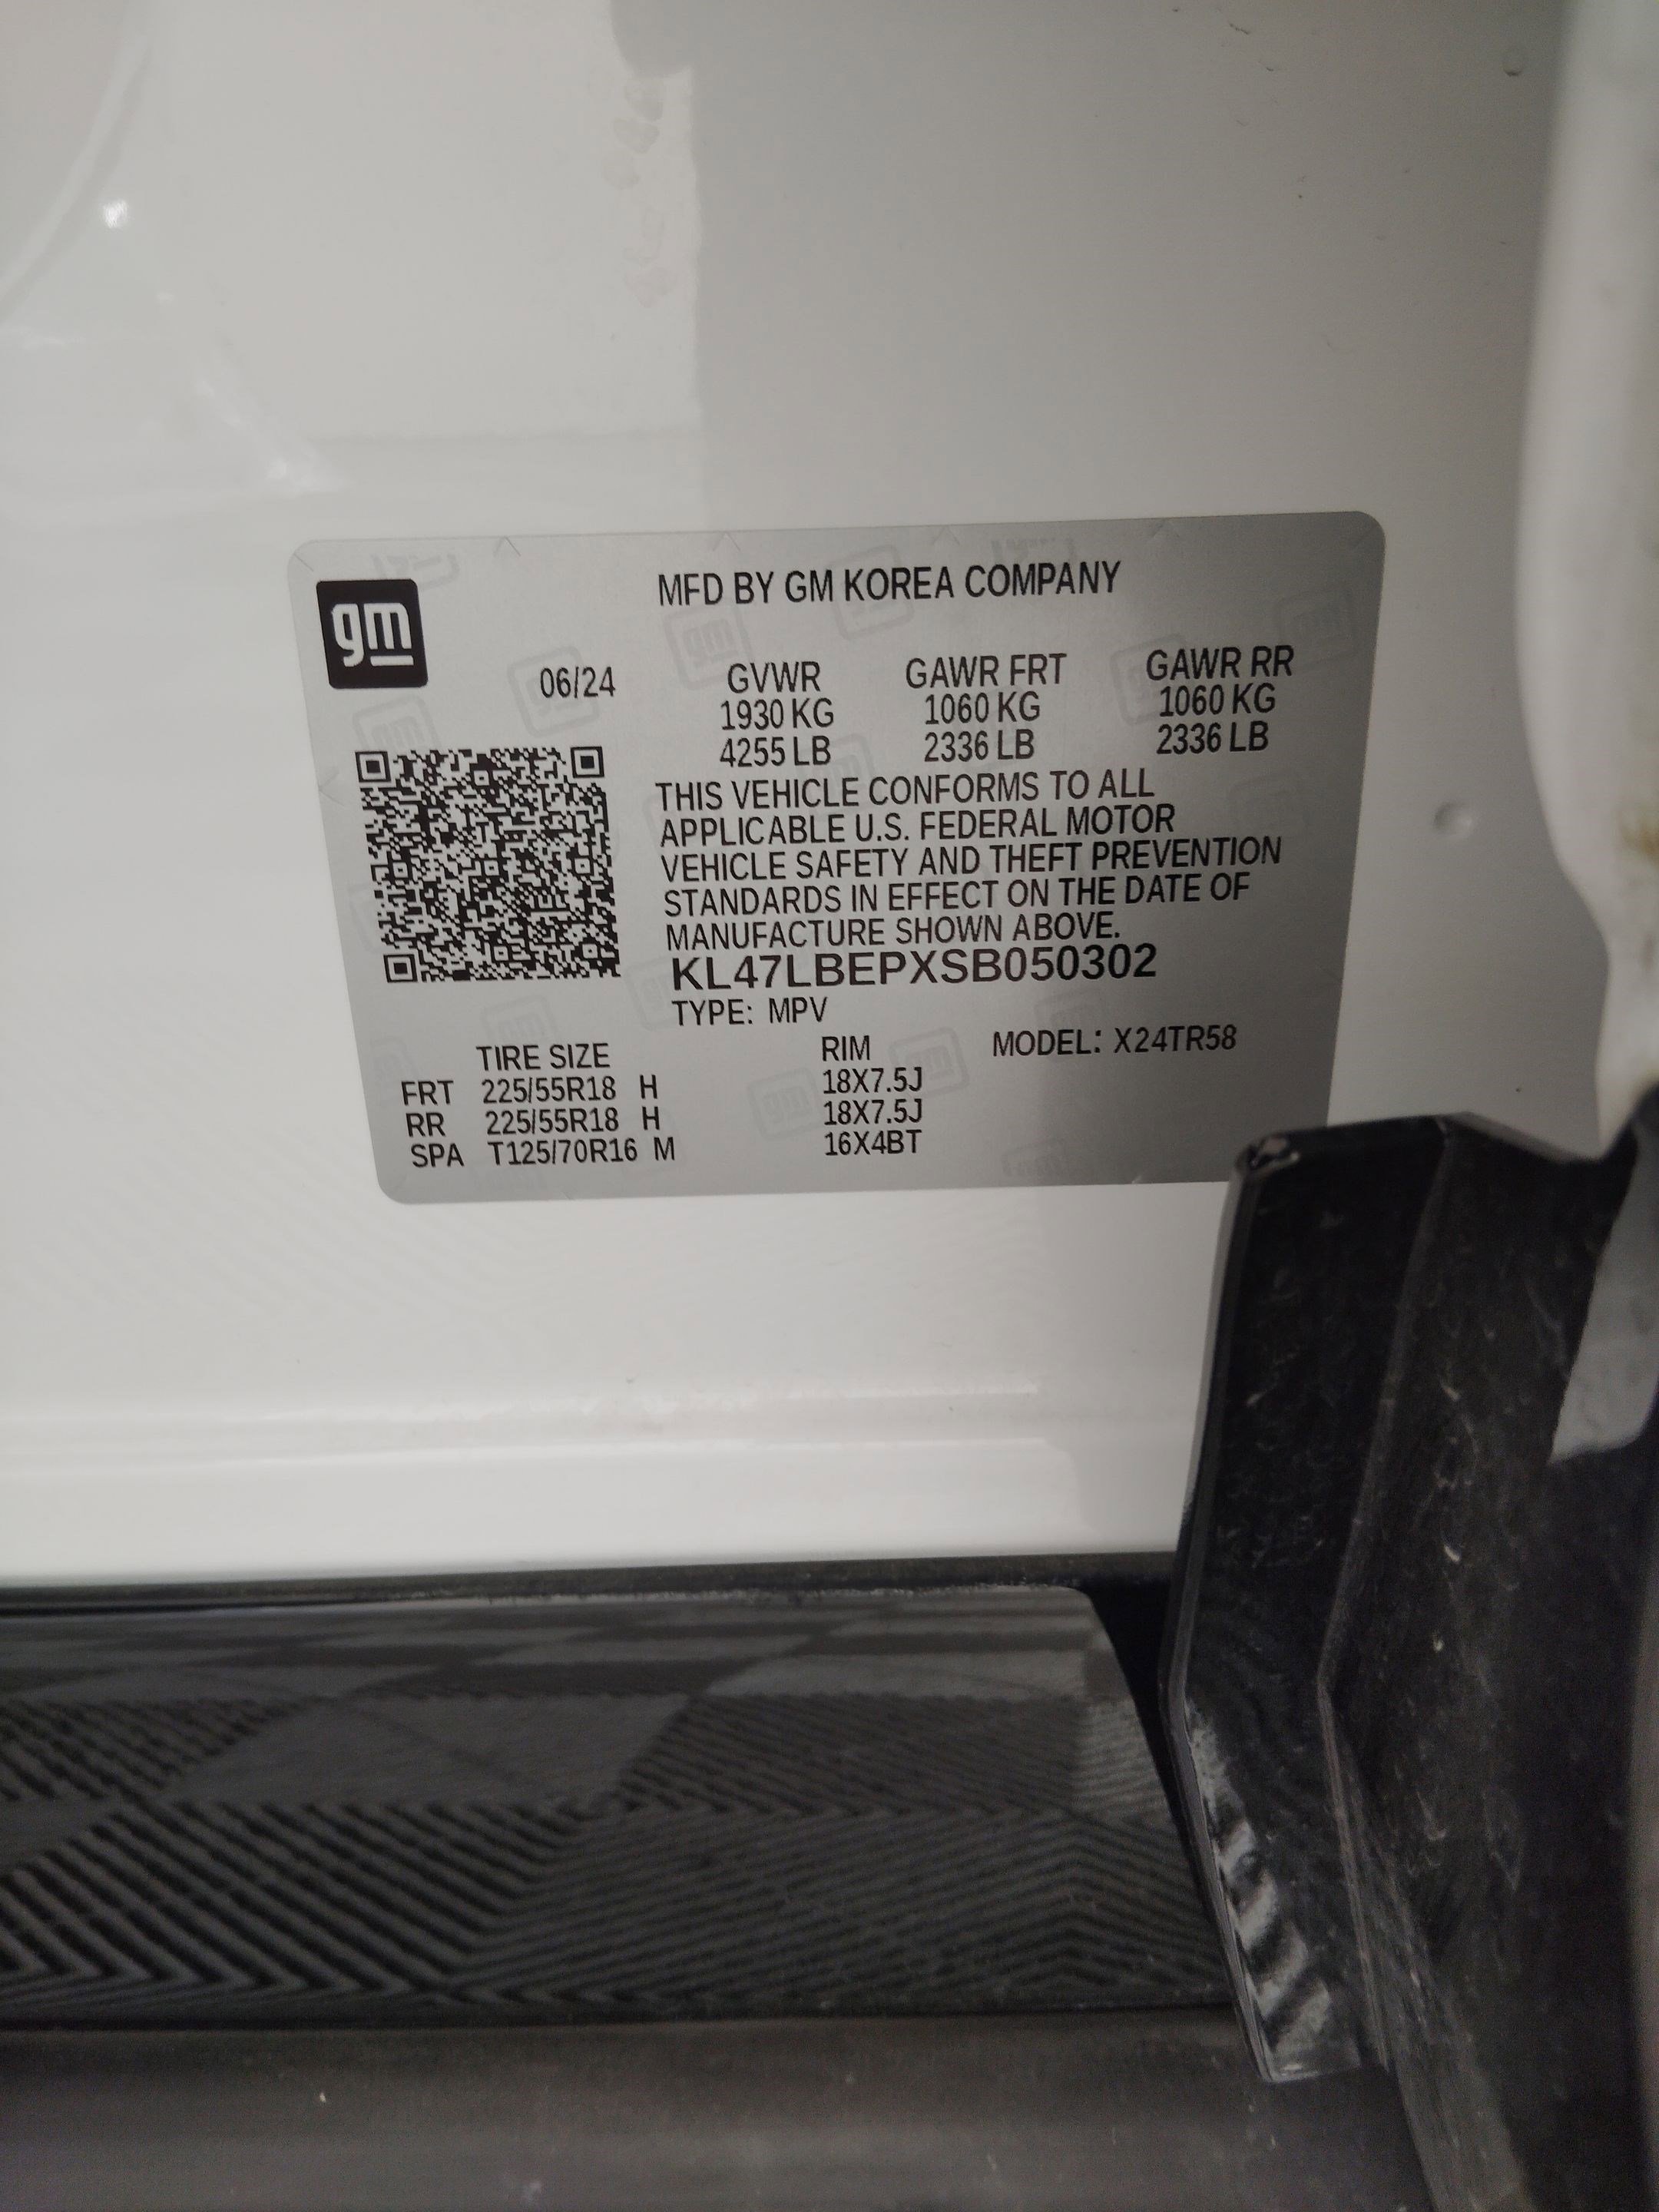 gm
MFD BY GM KOREA COMPANY
06/24 GVWR GAWR FRT GAWR RR
1930 KG 1060 KG 1060 KG
4255 LB 2336 LB 2336 LB
THIS VEHICLE CONFORMS TO ALL
APPLICABLE U.S. FEDERAL MOTOR
VEHICLE SAFETY AND THEFT PREVENTION
STANDARDS IN EFFECT ON THE DATE OF
MANUFACTURE SHOWN ABOVE.
KL47LBEPXSB050302
TYPE: MPV
TIRE SIZE RIM MODEL: X24TR58
FRT 225/55R18 H 18X7.5J
RR 225/55R18 H 18X7.5J
SPA T125/70R16 M 16X4BT